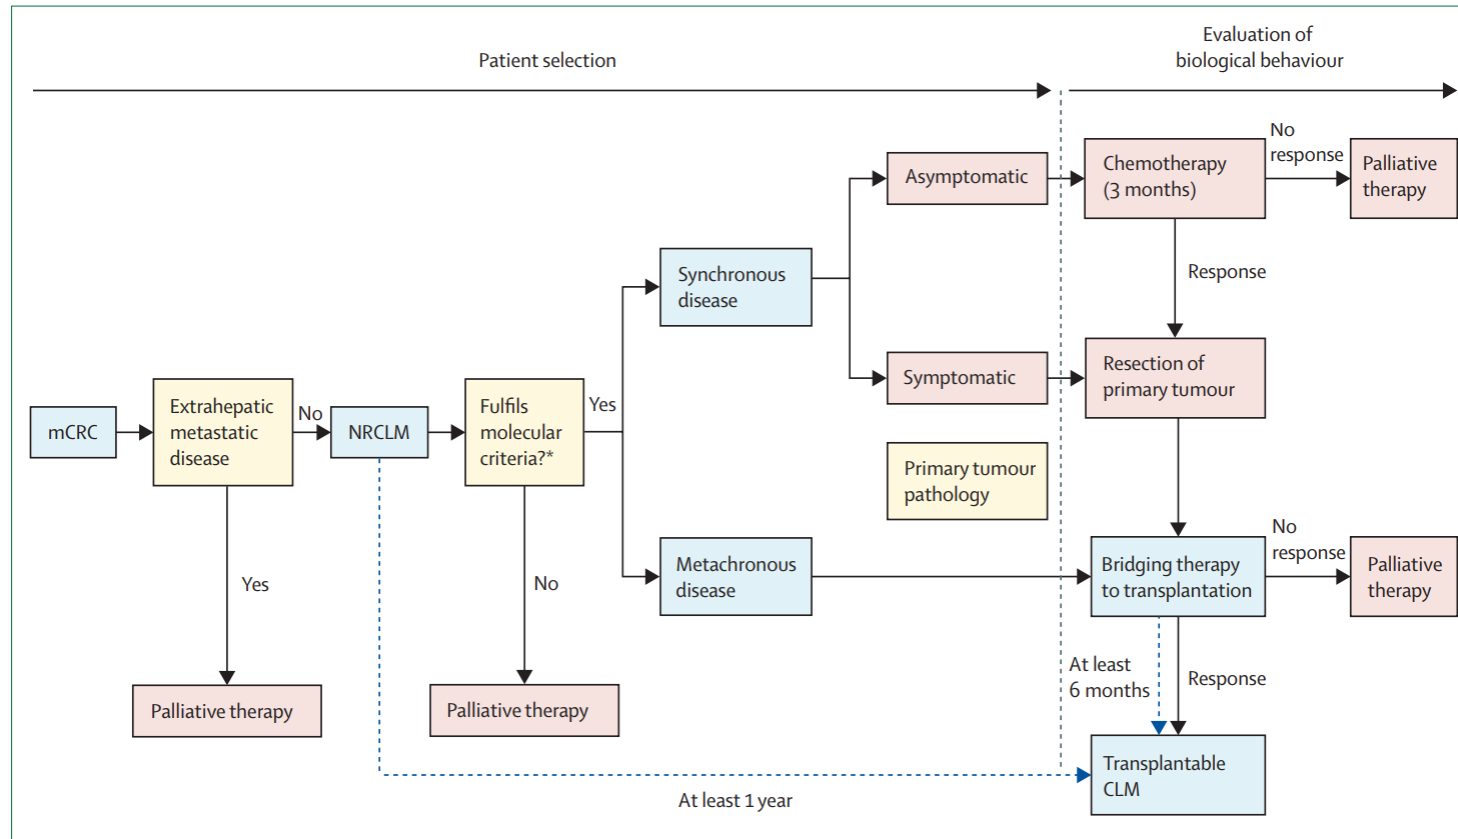 Patient selection
Evaluation of
biological behaviour
Asymptomatic
Chemotherapy
(3 months)
No
response
Palliative
therapy
Response
Synchronous
disease
Symptomatic
Resection of
primary tumour
mCRC
Extrahepatic
metastatic
disease
No
NRCLM
Fulfils
molecular
criteria?*
Yes
Primary tumour
pathology
Metachronous
disease
Bridging therapy
to transplantation
No
response
Palliative
therapy
Yes
No
At least
6 months
Response
Palliative therapy
Palliative therapy
Transplantable
CLM
At least 1 year